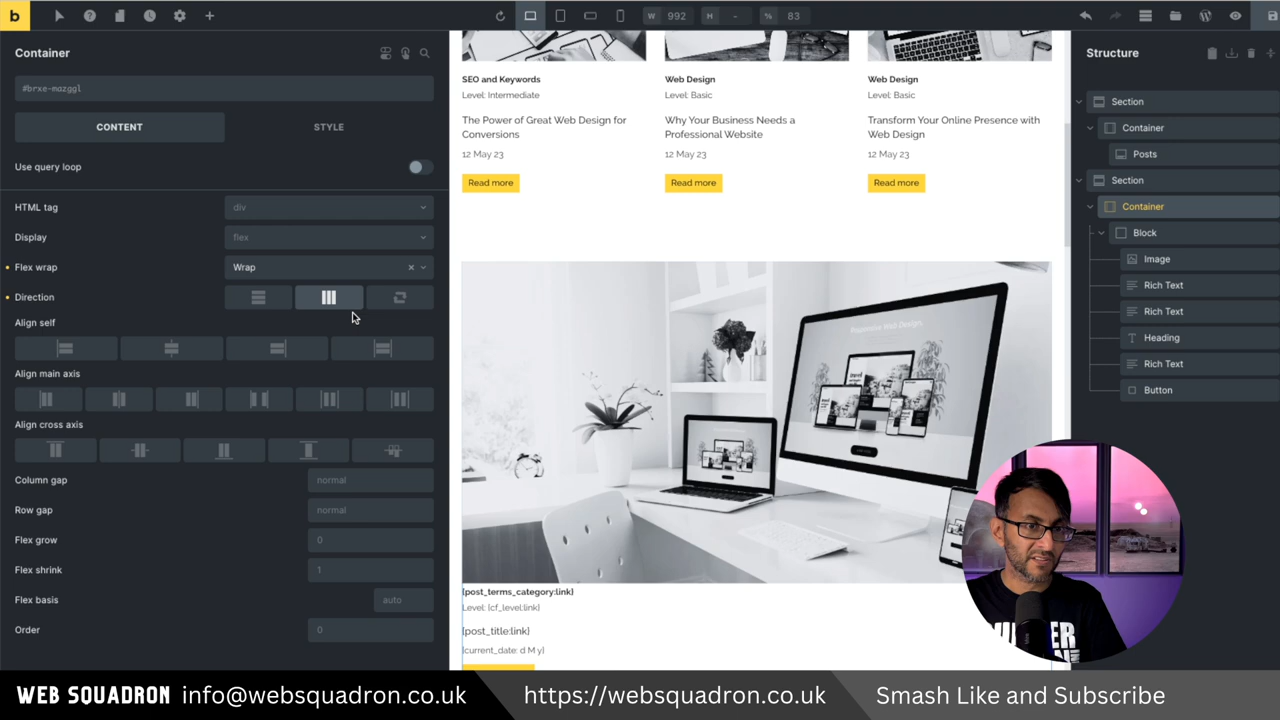 b
W 992 H - % 83
Container
#brxe-mazggl
CONTENT
STYLE
Use query loop
HTML tag
div
Display
flex
Flex wrap
Wrap
Direction
Align self
Align main axis
Align cross axis
Column gap
normal
Row gap
normal
Flex grow
0
Flex shrink
1
Flex basis
auto
Order
0
SEO and Keywords
Level: Intermediate
The Power of Great Web Design for
Conversions
12 May 23
Read more
Web Design
Level: Basic
Why Your Business Needs a
Professional Website
12 May 23
Read more
Web Design
Level: Basic
Transform Your Online Presence with
Web Design
12 May 23
Read more
Responsive Web Design
{post_terms_category:link}
Level: {cf_level:link}
{post_title:link}
{current_date: d M y}
Structure
Section
Container
Posts
Section
Container
Block
Image
Rich Text
Rich Text
Heading
Rich Text
Button
WEB SQUADRON
info@websquadron.co.uk
https://websquadron.co.uk
Smash Like and Subscribe